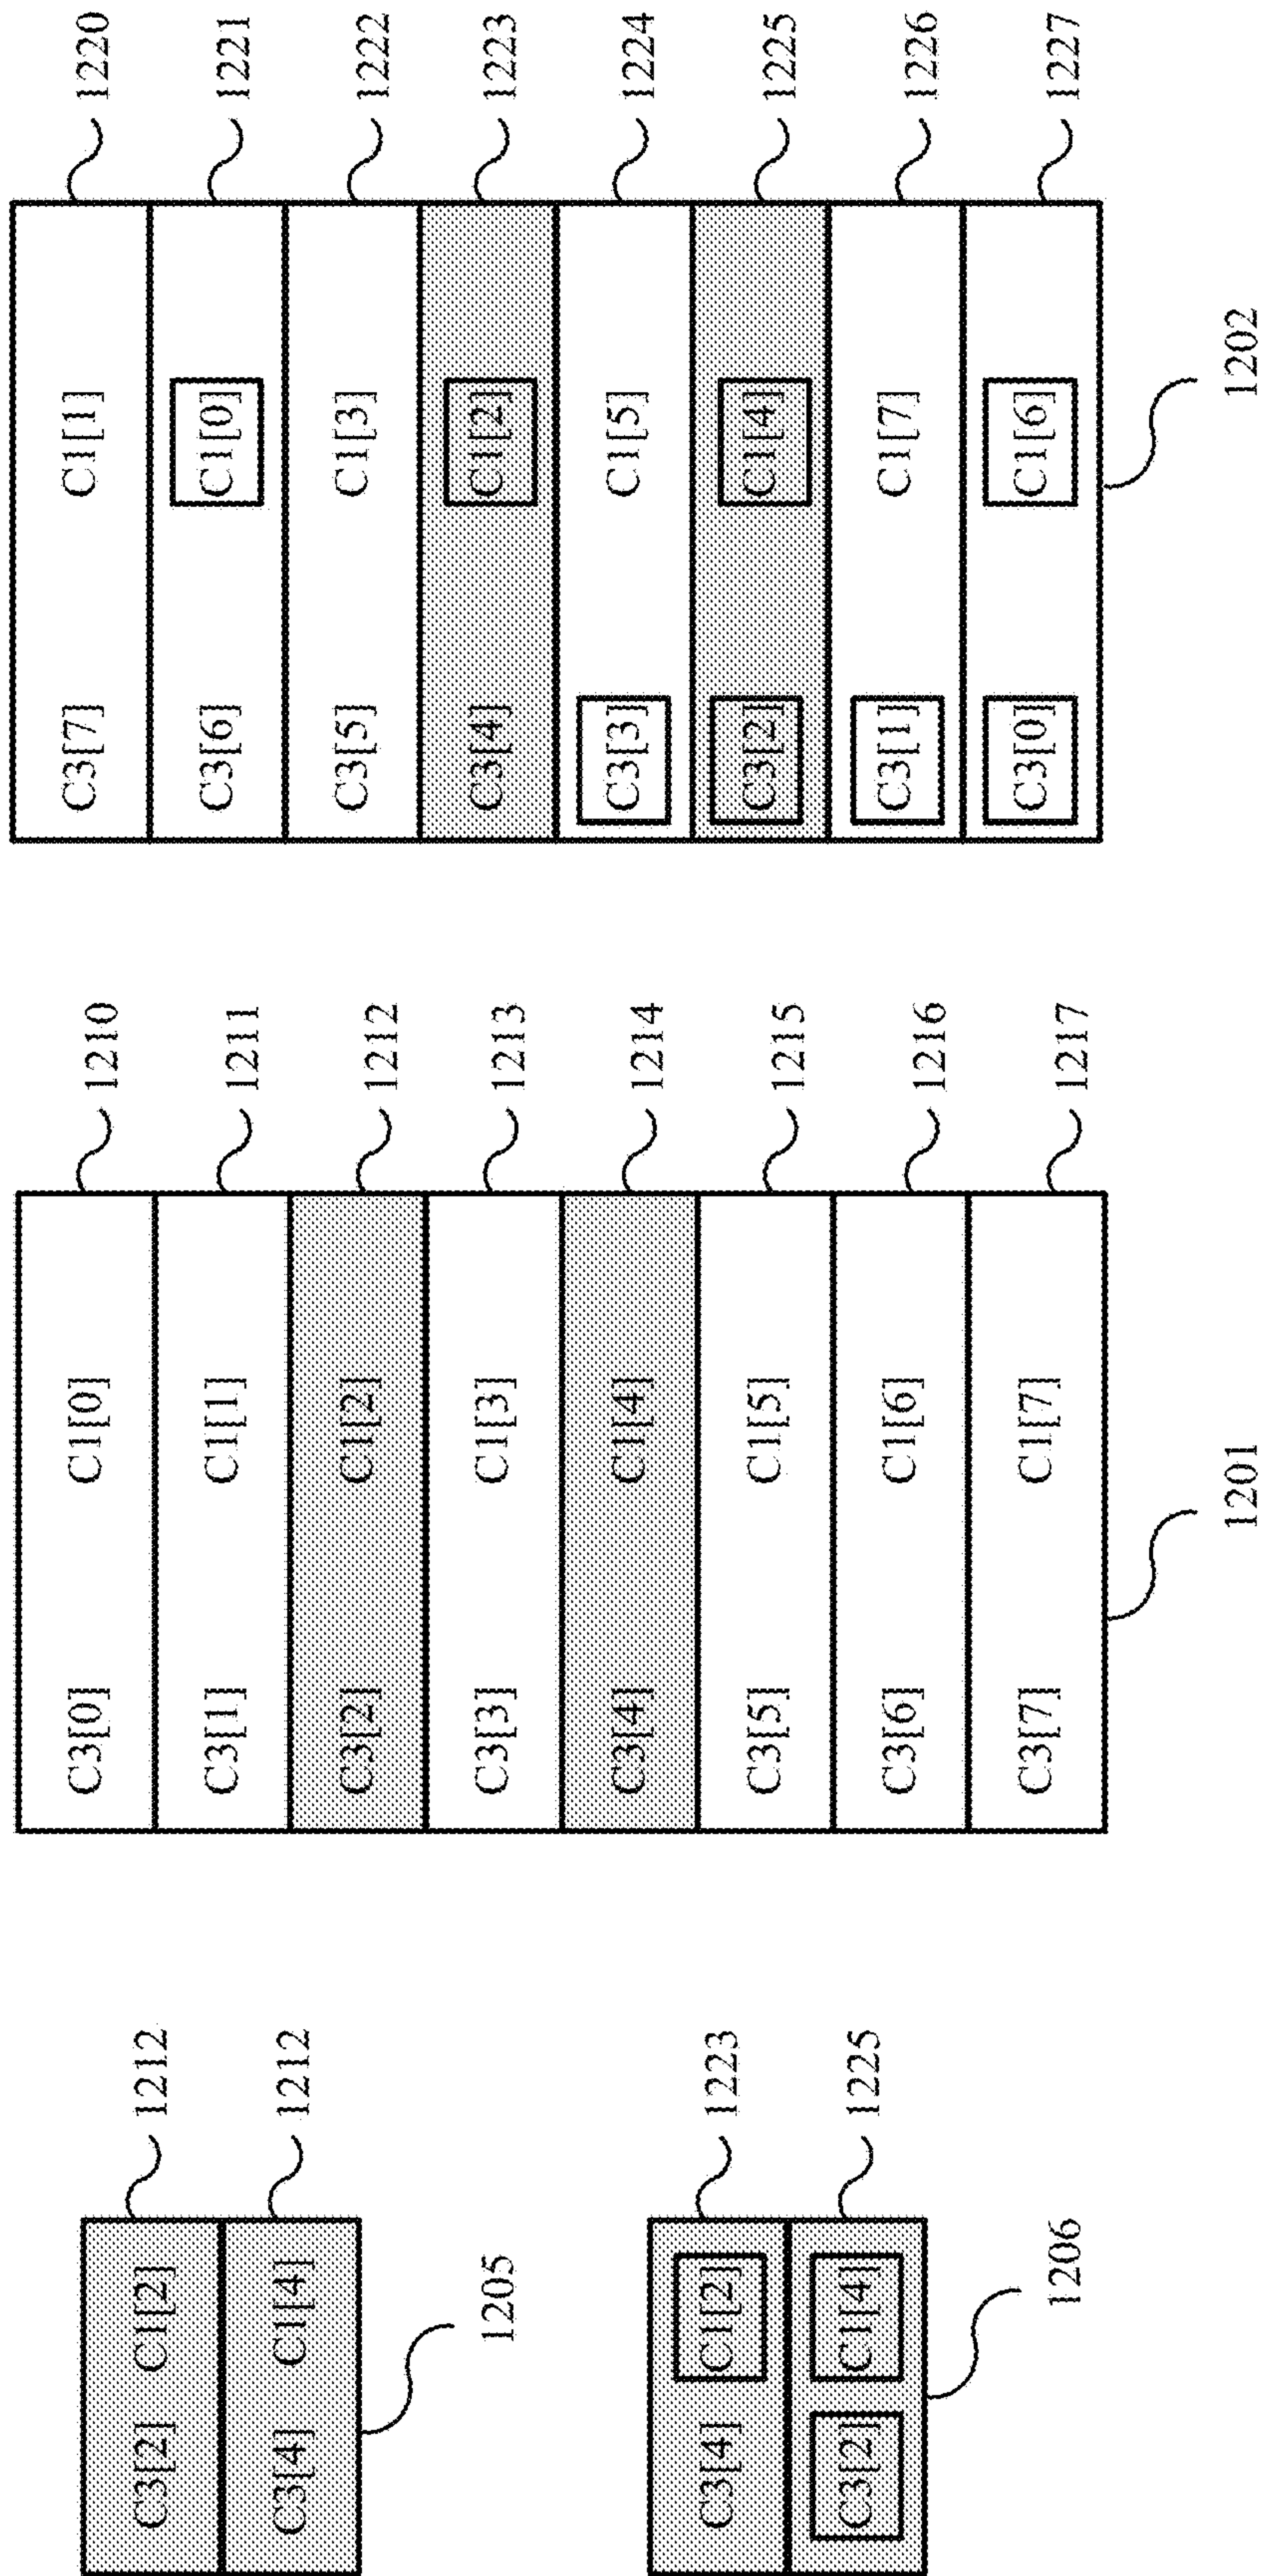 C3[7] C1[1] 1220
C3[6] C1[0] 1221
C3[5] C1[3] 1222
C3[4] C1[2] 1223
C3[3] C1[5] 1224
C3[2] C1[4] 1225
C3[1] C1[7] 1226
C3[0] C1[6] 1227
1202
C3[0] C1[0] 1210
C3[1] C1[1] 1211
C3[2] C1[2] 1212
C3[3] C1[3] 1213
C3[4] C1[4] 1214
C3[5] C1[5] 1215
C3[6] C1[6] 1216
C3[7] C1[7] 1217
1201
C3[2] C1[2] 1212
C3[4] C1[4] 1212
1205
C3[4] C1[2] 1223
C3[2] C1[4] 1225
1206